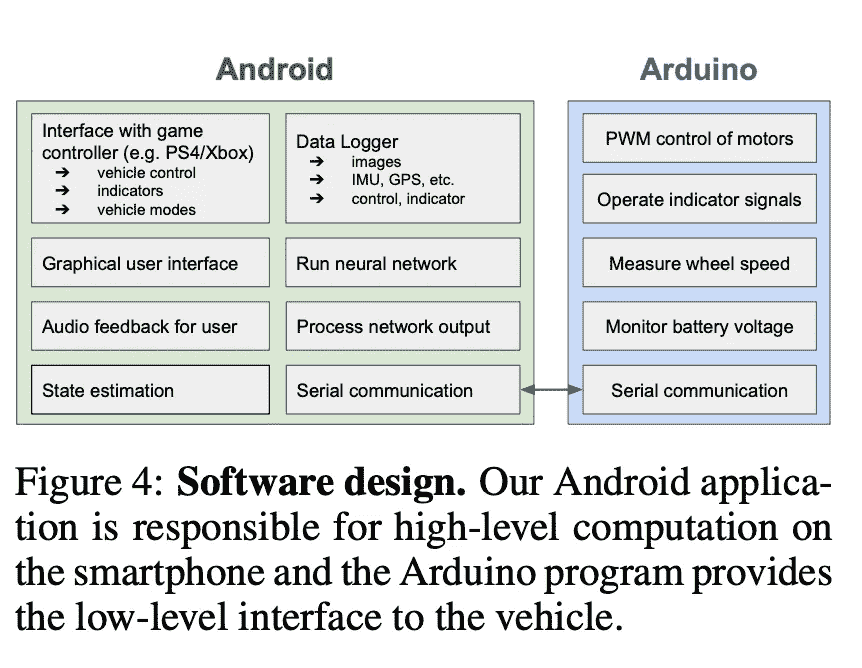 Android
Interface with game
controller (e.g. PS4/Xbox)
➔ vehicle control
➔ indicators
➔ vehicle modes
Data Logger
➔ images
➔ IMU, GPS, etc.
➔ control, indicator
Graphical user interface
Run neural network
Audio feedback for user
Process network output
State estimation
Serial communication
Arduino
PWM control of motors
Operate indicator signals
Measure wheel speed
Monitor battery voltage
Serial communication
Figure 4: Software design. Our Android applica-
tion is responsible for high-level computation on
the smartphone and the Arduino program provides
the low-level interface to the vehicle.